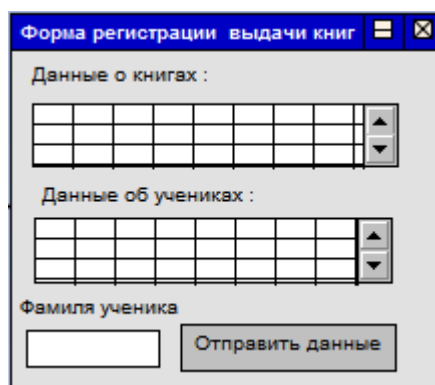 Форма регистрации выдачи книг
Данные о книгах :
Данные об учениках :
Фамиля ученика
Отправить данные